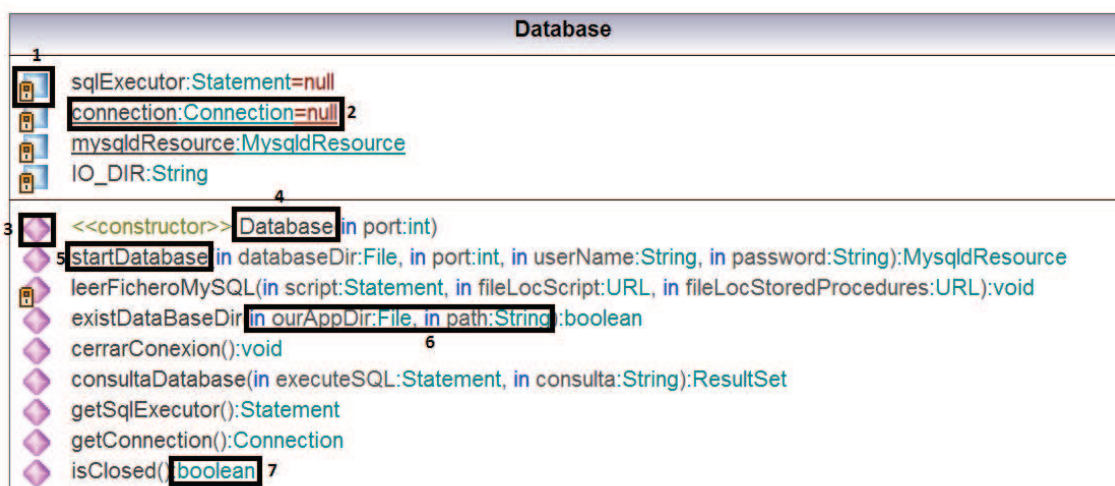 Database
1
sqlExecutor:Statement=null
connection:Connection=null 2
mysqldResource:MysqldResource
IO_DIR:String
4
3 <<constructor>> Database(in port:int)
5 startDatabase(in databaseDir:File, in port:int, in userName:String, in password:String):MysqldResource
leerFicheroMySQL(in script:Statement, in fileLocScript:URL, in fileLocStoredProcedures:URL):void
existDataBaseDir(in ourAppDir:File, in path:String):boolean
6
cerrarConexion():void
consultaDatabase(in executeSQL:Statement, in consulta:String):ResultSet
getSqlExecutor():Statement
getConnection():Connection
isClosed():boolean 7